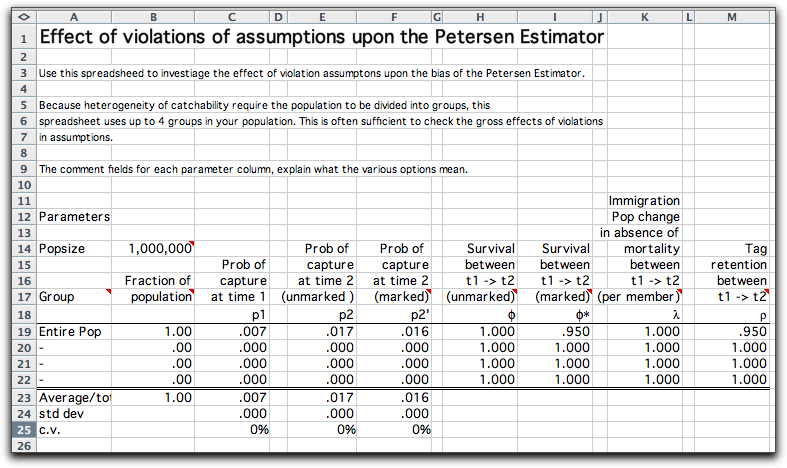 A B C D E F G H I J K L M
1 Effect of violations of assumptions upon the Petersen Estimator
2
3 Use this spreadsheed to investiage the effect of violation assumptons upon the bias of the Petersen Estimator.
4
5 Because heterogeneity of catchability require the population to be divided into groups, this
6 spreadsheet uses up to 4 groups in your population. This is often sufficient to check the gross effects of violations
7 in assumptions.
8
9 The comment fields for each parameter column, explain what the various options mean.
10
11 Immigration
12 Parameters Pop change
13 in absence of
14 Popsize 1,000,000 Prob of Prob of Survival Survival mortality Tag
15 Prob of capture capture between between between retention
16 Fraction of capture at time 2 at time 2 t1 -> t2 t1 -> t2 t1 -> t2 between
17 Group population at time 1 (unmarked ) (marked) (unmarked) (marked) (per member) t1 -> t2
18 p1 p2 p2' ϕ ϕ* λ ρ
19 Entire Pop 1.00 .007 .017 .016 1.000 .950 1.000 .950
20 - .00 .000 .000 .000 1.000 1.000 1.000 1.000
21 - .00 .000 .000 .000 1.000 1.000 1.000 1.000
22 - .00 .000 .000 .000 1.000 1.000 1.000 1.000
23 Average/tot 1.00 .007 .017 .016
24 std dev .000 .000 .000
25 c.v. 0% 0% 0%
26